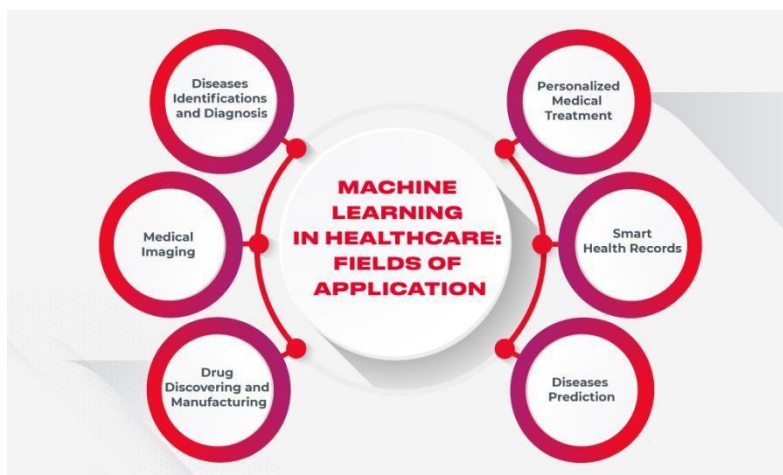 Diseases
Identifications
and Diagnosis
Medical
Imaging
Drug
Discovering and
Manufacturing
MACHINE
LEARNING
IN HEALTHCARE:
FIELDS OF
APPLICATION
Personalized
Medical
Treatment
Smart
Health Records
Diseases
Prediction